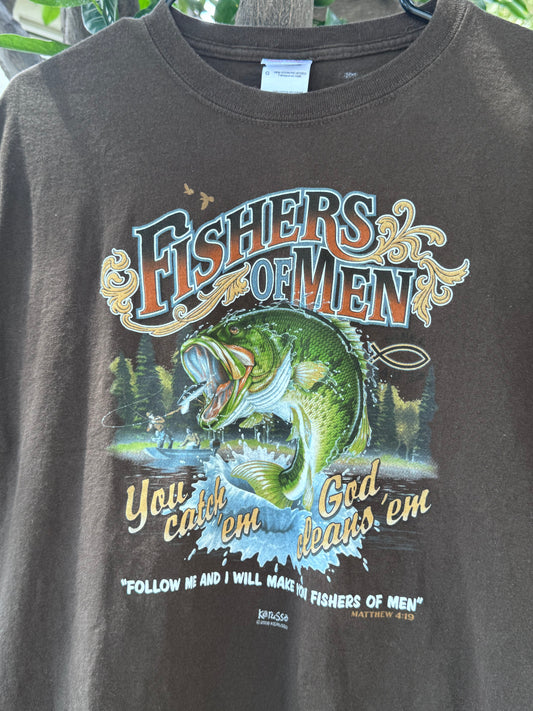 FISHERS
OF MEN
You catch 'em
God cleans 'em
"FOLLOW ME AND I WILL MAKE YOU FISHERS OF MEN"
MATTHEW 4:19
Kerusso